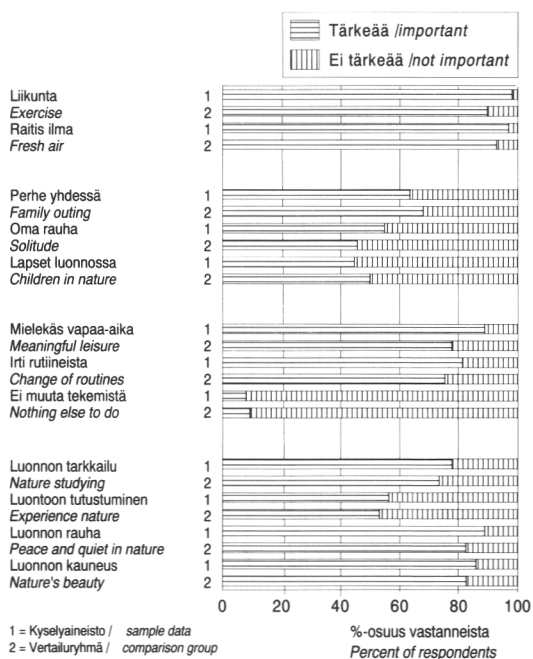 Tärkeää /important
Ei tärkeää /not important
Liikunta 1
Exercise 2
Raitis ilma 1
Fresh air 2
Perhe yhdessä 1
Family outing 2
Oma rauha 1
Solitude 2
Lapset luonnossa 1
Children in nature 2
Mielekäs vapaa-aika 1
Meaningful leisure 2
Irti rutiineista 1
Change of routines 2
Ei muuta tekemistä 1
Nothing else to do 2
Luonnon tarkkailu 1
Nature studying 2
Luontoon tutustuminen 1
Experience nature 2
Luonnon rauha 1
Peace and quiet in nature 2
Luonnon kauneus 1
Nature's beauty 2
0 20 40 60 80 100
1 = Kyselyaineisto / sample data
2 = Vertailuryhmä / comparison group
%-osuus vastanneista
Percent of respondents